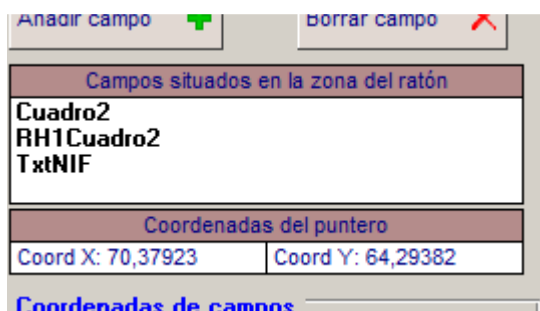 Añadir campo
Borrar campo
Campos situados en la zona del ratón
Cuadro2
RH1Cuadro2
TxtNIF
Coordenadas del puntero
Coord X: 70,37923
Coord Y: 64,29382
Coordenadas de campos